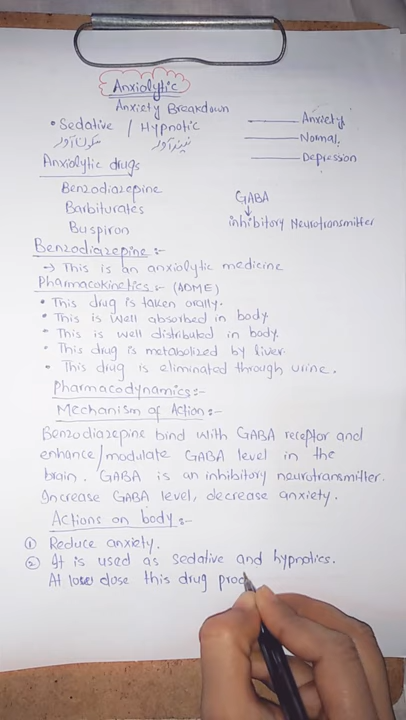 Anxiolytic
Anxiety Breakdown
• Sedative / Hypnotic
سکون آور نیند آور
Anxiety
Normal.
Depression
Anxiolytic drugs
Benzodiazepine
Barbiturates
Buspiron
GABA
↓
inhibitory Neurotransmitter
Benzodiazepine :-
→ This is an anxiolytic medicine
Pharmacokinetics :- (ADME)
• This drug is taken orally.
• This is well absorbed in body.
• This is well distributed in body.
• This drug is metabolized by liver.
• This drug is eliminated through urine.
Pharmacodynamics:-
Mechanism of Action:-
Benzodiazepine bind with GABA receptor and
enhance/modulate GABA level in the
brain. GABA is an inhibitory neurotransmitter.
Increase GABA level, decrease anxiety.
Actions on body:-
① Reduce anxiety.
② It is used as sedative and hypnotics.
At low dose this drug prod